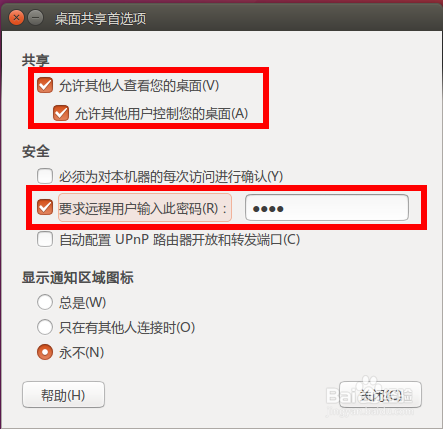 桌面共享首选项
共享
允许其他人查看您的桌面(V)
允许其他用户控制您的桌面(A)
安全
必须为对本机器的每次访问进行确认(Y)
要求远程用户输入此密码(R)：
●●●●
自动配置 UPnP 路由器开放和转发端口(C)
显示通知区域图标
总是(W)
只在有其他人连接时(O)
永不(N)
帮助(H)
关闭(C)
Bai 经验
jingyan.baidu.com